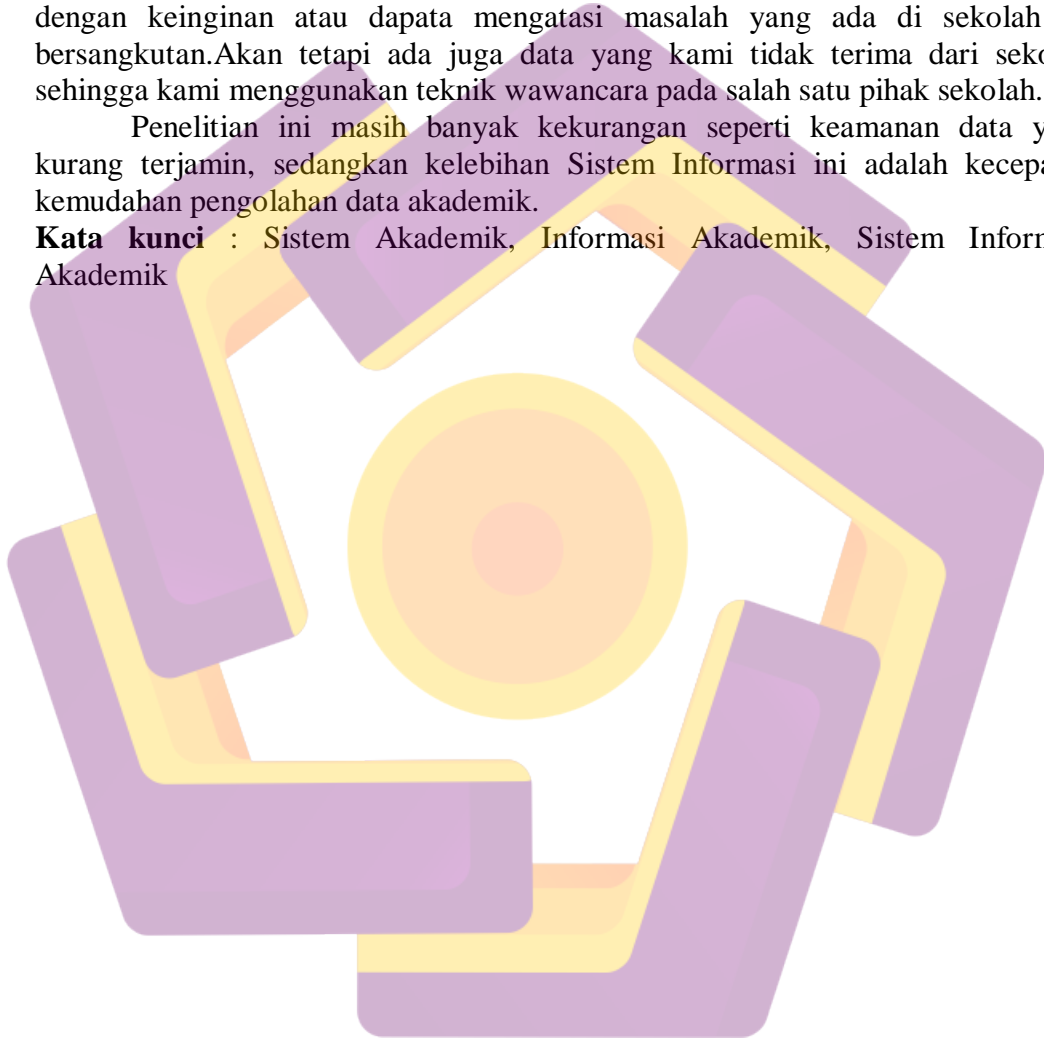 dengan keinginan atau dapata mengatasi masalah yang ada di sekolah
bersangkutan.Akan tetapi ada juga data yang kami tidak terima dari seko
sehingga kami menggunakan teknik wawancara pada salah satu pihak sekolah.
Penelitian ini masih banyak kekurangan seperti keamanan data y
kurang terjamin, sedangkan kelebihan Sistem Informasi ini adalah kecepa
kemudahan pengolahan data akademik.
Kata kunci : Sistem Akademik, Informasi Akademik, Sistem Inform
Akademik